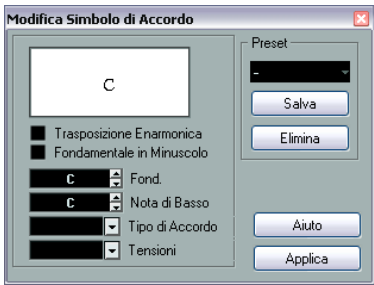 Modifica Simbolo di Accordo
C
Trasposizione Enarmonica
Fondamentale in Minuscolo
C Fond.
C Nota di Basso
Tipo di Accordo
Tensioni
Preset
-
Salva
Elimina
Aiuto
Applica